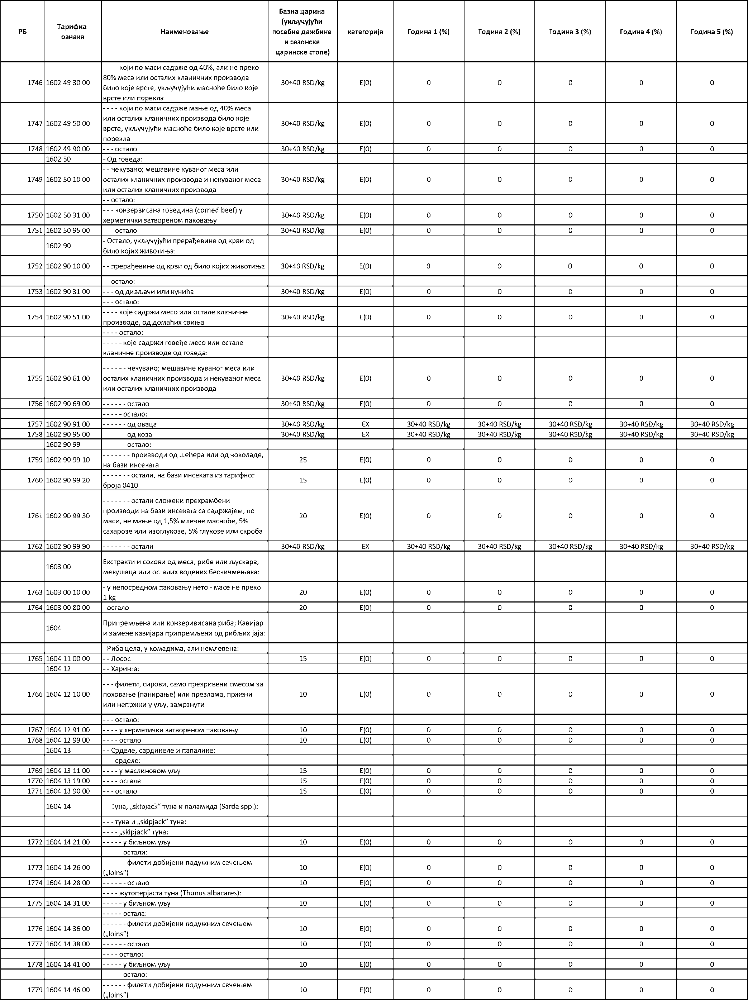 РБ Тарифна ознака Наименовање Базна царина (укључујући посебне дажбине и сезонске царинске стопе) категорија Година 1 (%) Година 2 (%) Година 3 (%) Година 4 (%) Година 5 (%)
1746 1602 49 30 00 - - - - који по маси садрже од 40%, али не преко 80% меса или осталих кланичних производа било које врсте, укључујући масноће било које врсте или порекла 30+40 RSD/kg E(0) 0 0 0 0 0
1747 1602 49 50 00 - - - - који по маси садрже мање од 40% меса или осталих кланичних производа било које врсте, укључујући масноће било које врсте или порекла 30+40 RSD/kg E(0) 0 0 0 0 0
1748 1602 49 90 00 - - - остало 30+40 RSD/kg E(0) 0 0 0 0 0
1602 50 - Од говеда:
1749 1602 50 10 00 - - некувано; мешавине куваног меса или осталих кланичних производа и некуваног меса или осталих кланичних производа 30+40 RSD/kg E(0) 0 0 0 0 0
- - остало:
1750 1602 50 31 00 - - - конзервисана говедина (corned beef) у херметички затвореном паковању 30+40 RSD/kg E(0) 0 0 0 0 0
1751 1602 50 95 00 - - - остало 30+40 RSD/kg E(0) 0 0 0 0 0
1602 90 - Остало, укључујући прерађевине од крви од било којих животиња:
1752 1602 90 10 00 - - прерађевине од крви од било којих животиња 30+40 RSD/kg E(0) 0 0 0 0 0
- - остало:
1753 1602 90 31 00 - - - од дивљачи или кунића 30+40 RSD/kg E(0) 0 0 0 0 0
- - - остало:
1754 1602 90 51 00 - - - - које садржи месо или остале кланичне производе, од домаћих свиња 30+40 RSD/kg E(0) 0 0 0 0 0
- - - - остало:
- - - - - које садржи говеђе месо или остале кланичне производе од говеда:
1755 1602 90 61 00 - - - - - - некувано; мешавине куваног меса или осталих кланичних производа и некуваног меса или осталих кланичних производа 30+40 RSD/kg E(0) 0 0 0 0 0
1756 1602 90 69 00 - - - - - - остало 30+40 RSD/kg E(0) 0 0 0 0 0
- - - - - остало:
1757 1602 90 91 00 - - - - - - од оваца 30+40 RSD/kg EX 30+40 RSD/kg 30+40 RSD/kg 30+40 RSD/kg 30+40 RSD/kg 30+40 RSD/kg
1758 1602 90 95 00 - - - - - - од коза 30+40 RSD/kg EX 30+40 RSD/kg 30+40 RSD/kg 30+40 RSD/kg 30+40 RSD/kg 30+40 RSD/kg
1602 90 99 - - - - - - остало:
1759 1602 90 99 10 - - - - - - - производи од шећера или од чоколаде, на бази инсеката 25 E(0) 0 0 0 0 0
1760 1602 90 99 20 - - - - - - - остали, на бази инсеката из тарифног броја 0410 15 E(0) 0 0 0 0 0
1761 1602 90 99 30 - - - - - - - остали сложени прехрамбени производи на бази инсеката са садржајем, по маси, не мање од 1,5% млечне масноће, 5% сахарозе или изоглукозе, 5% глукозе или скроба 20 E(0) 0 0 0 0 0
1762 1602 90 99 90 - - - - - - - остали 30+40 RSD/kg EX 30+40 RSD/kg 30+40 RSD/kg 30+40 RSD/kg 30+40 RSD/kg 30+40 RSD/kg
1603 00 Екстракти и сокови од меса, рибе или љускара, мекушаца или осталих водених бескичмењака:
1763 1603 00 10 00 - у непосредном паковању нето - масе не преко 1 kg 20 E(0) 0 0 0 0 0
1764 1603 00 80 00 - остало 20 E(0) 0 0 0 0 0
1604 Припремљена или конзеривисана риба; Кавијар и замене кавијара припремљени од рибљих јаја:
- Риба цела, у комадима, али немлевена:
1765 1604 11 00 00 - - Лосос 15 E(0) 0 0 0 0 0
1604 12 - - Харинга:
1766 1604 12 10 00 - - - филети, сирови, само прекривени смесом за поховање (панирање) или презлама, пржени или непржни у уљу, замрзнути 10 E(0) 0 0 0 0 0
- - - остало:
1767 1604 12 91 00 - - - - у херметички затвореном паковању 10 E(0) 0 0 0 0 0
1768 1604 12 99 00 - - - - остало 10 E(0) 0 0 0 0 0
1604 13 - - Срделе, сардинеле и папалине:
- - - срделе:
1769 1604 13 11 00 - - - - у маслиновом уљу 15 E(0) 0 0 0 0 0
1770 1604 13 19 00 - - - - остале 15 E(0) 0 0 0 0 0
1771 1604 13 90 00 - - - остало 15 E(0) 0 0 0 0 0
1604 14 - - Туна, „skipjack” туна и паламида (Sarda spp.):
- - - туна и „skipjack” туна:
- - - - „skipjack” туна:
1772 1604 14 21 00 - - - - - у биљном уљу 10 E(0) 0 0 0 0 0
- - - - - остали:
1773 1604 14 26 00 - - - - - - филети добијени подужним сечењем („loins”) 10 E(0) 0 0 0 0 0
1774 1604 14 28 00 - - - - - - остало 10 E(0) 0 0 0 0 0
- - - - жутоперјаста туна (Thunus albacares):
1775 1604 14 31 00 - - - - - у биљном уљу 10 E(0) 0 0 0 0 0
- - - - - остала:
1776 1604 14 36 00 - - - - - - филети добијени подужним сечењем („loins”) 10 E(0) 0 0 0 0 0
1777 1604 14 38 00 - - - - - - остало 10 E(0) 0 0 0 0 0
- - - - остало:
1778 1604 14 41 00 - - - - - у биљном уљу 10 E(0) 0 0 0 0 0
- - - - - остало:
1779 1604 14 46 00 - - - - - - филети добијени подужним сечењем („loins”) 10 E(0) 0 0 0 0 0